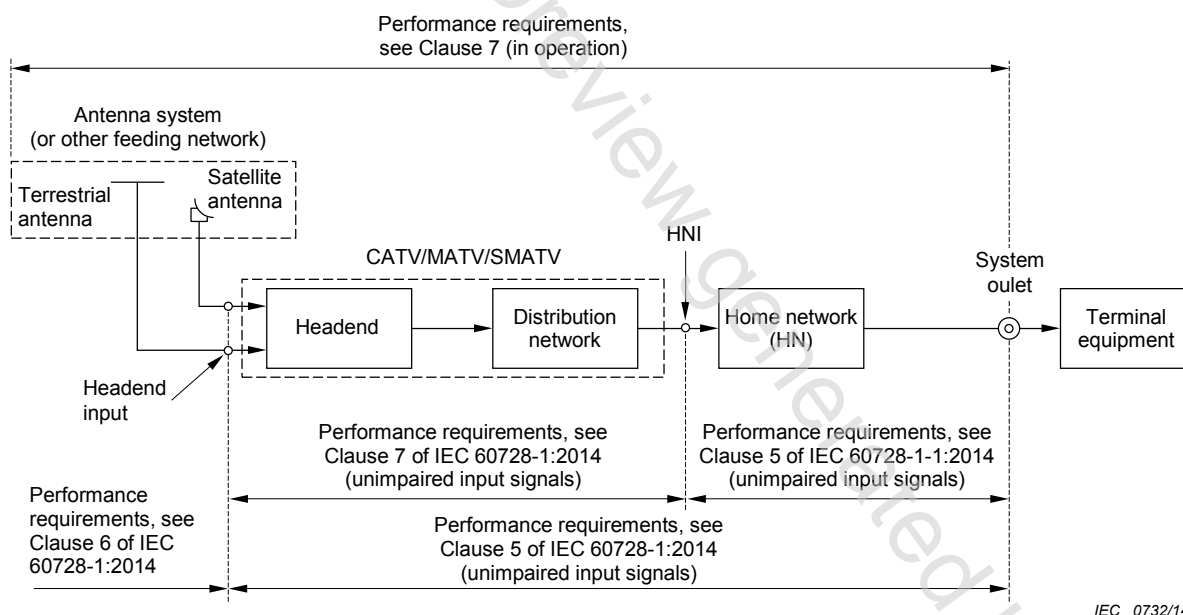 Performance requirements,
see Clause 7 (in operation)
Antenna system
(or other feeding network)
Terrestrial
antenna
Satellite
antenna
HNI
CATV/MATV/SMATV
System
oulet
Headend
Distribution
network
Home network
(HN)
Terminal
equipment
Headend
input
Performance requirements, see
Clause 7 of IEC 60728-1:2014
(unimpaired input signals)
Performance requirements, see
Clause 5 of IEC 60728-1-1:2014
(unimpaired input signals)
Performance
requirements, see
Clause 6 of IEC
60728-1:2014
Performance requirements, see
Clause 5 of IEC 60728-1:2014
(unimpaired input signals)
IEC 0732/14
review generated